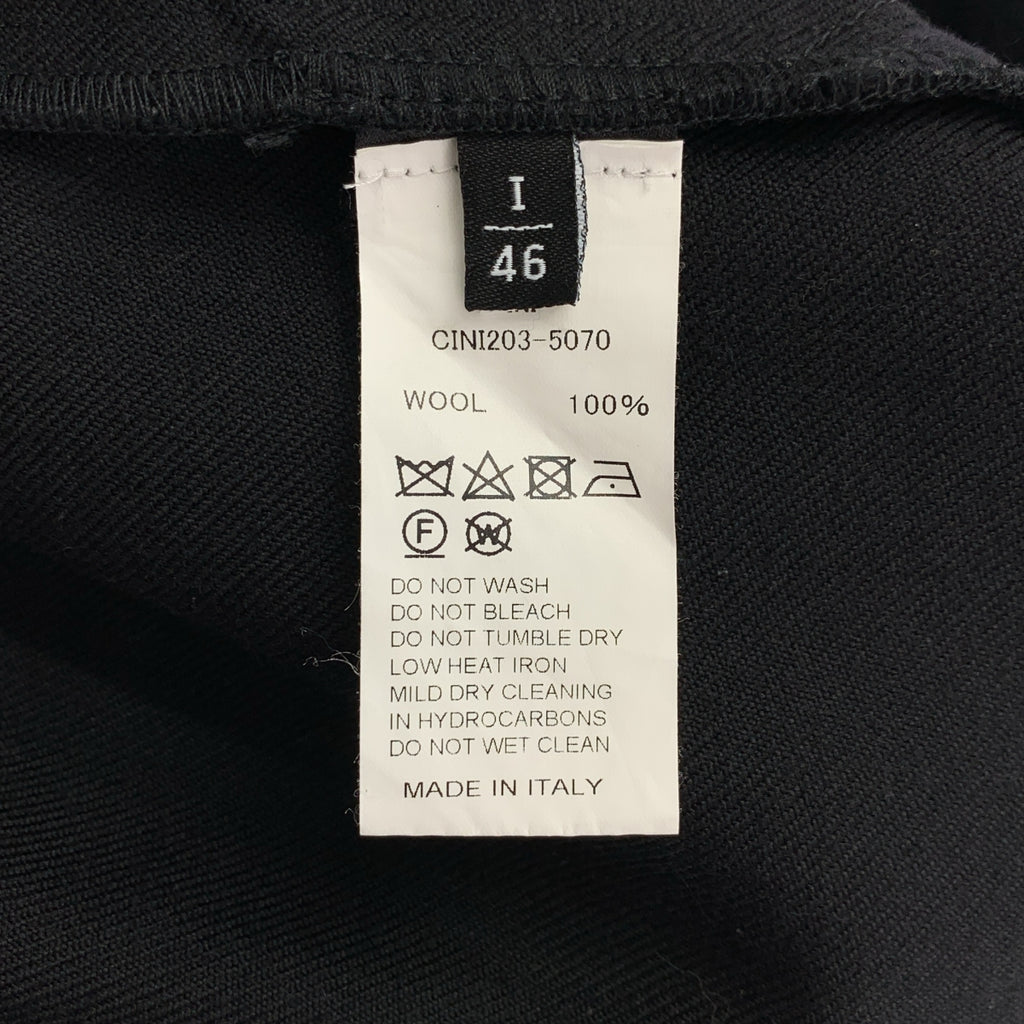 I
46
CINI203-5070
WOOL 100%
F
W
DO NOT WASH
DO NOT BLEACH
DO NOT TUMBLE DRY
LOW HEAT IRON
MILD DRY CLEANING
IN HYDROCARBONS
DO NOT WET CLEAN
MADE IN ITALY